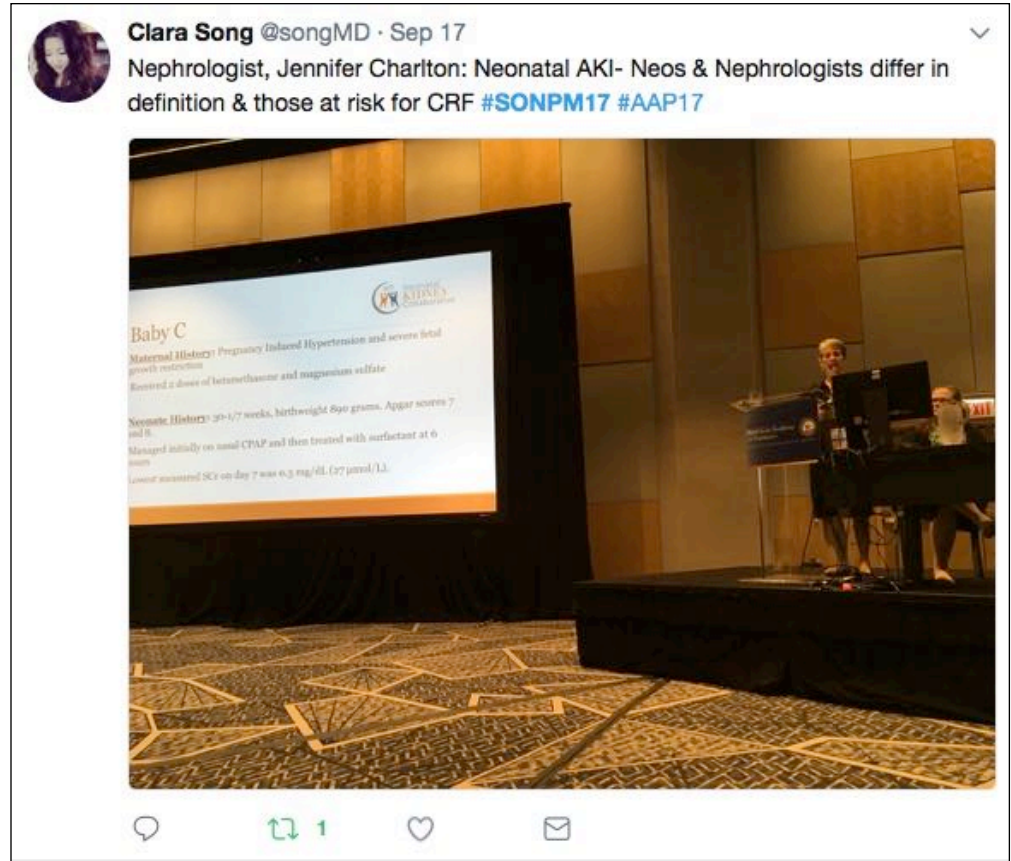 Clara Song @songMD · Sep 17
Nephrologist, Jennifer Charlton: Neonatal AKI- Neos & Nephrologists differ in
definition & those at risk for CRF #SONPM17 #AAP17
KIDNEY
Baby C
Maternal History: Pregnancy Induced Hypertension and severe fetal
growth restriction
Received 2 doses of betamethasone and magnesium sulfate
Neonate History: 30-1/7 weeks, birthweight 890 grams, Apgar scores 7
and 8.
Managed initially on nasal CPAP and then treated with surfactant at 6
hours
Lowest measured SCr on day 7 was 0.3 mg/dL (27 µmol/L).
XIT
1